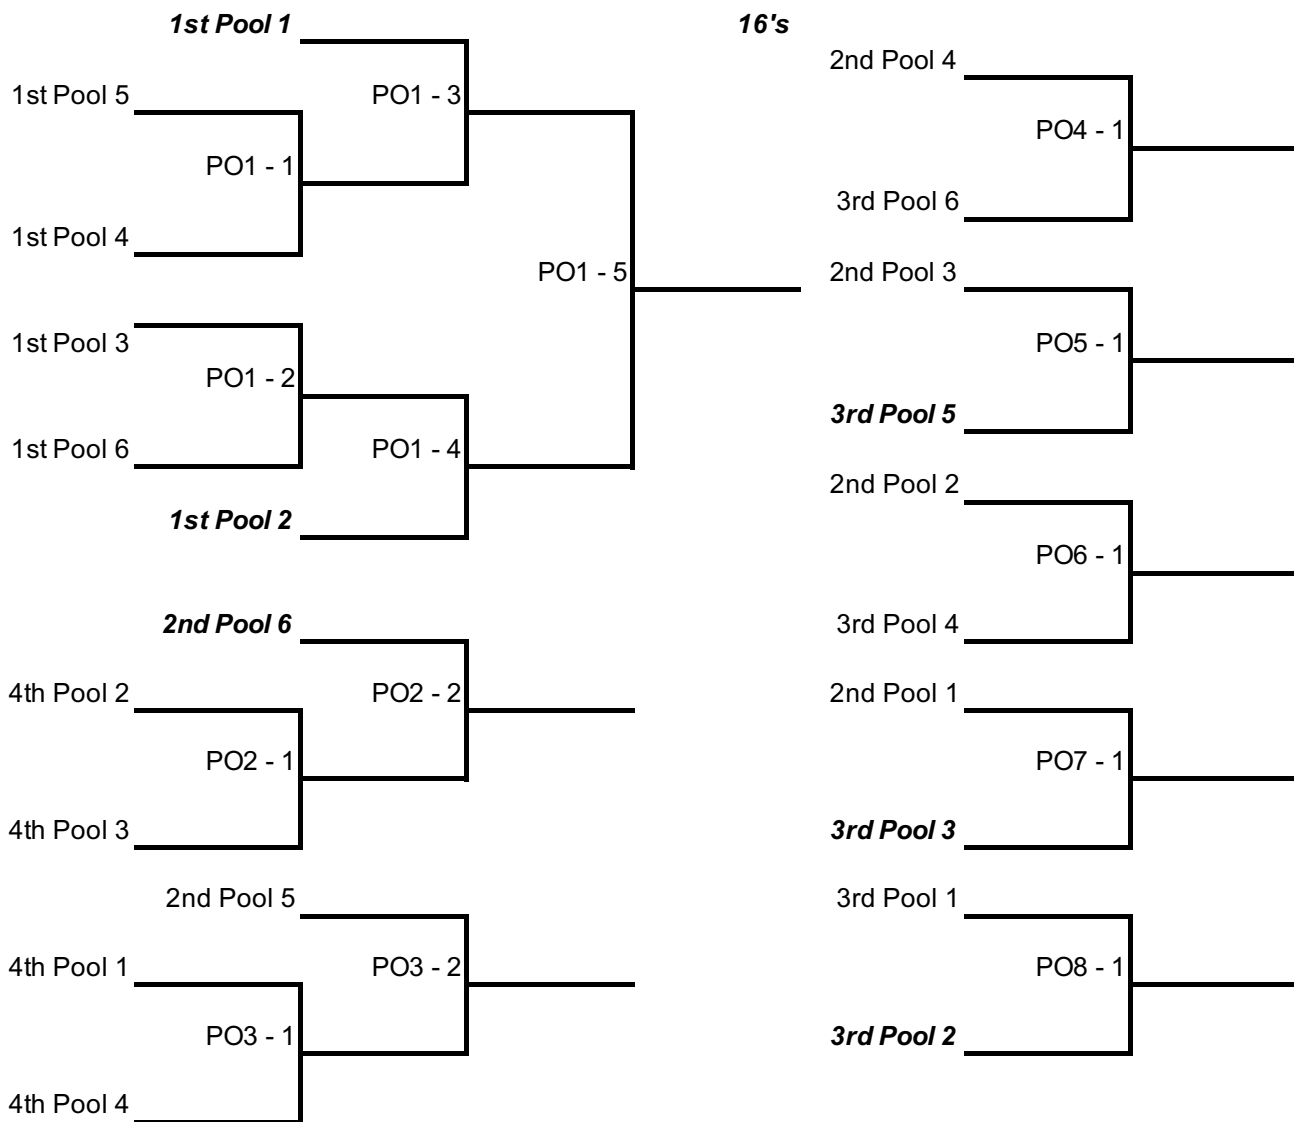 1st Pool 1
1st Pool 5
PO1 - 3
PO1 - 1
1st Pool 4
PO1 - 5
1st Pool 3
PO1 - 2
1st Pool 6
PO1 - 4
1st Pool 2
2nd Pool 6
4th Pool 2
PO2 - 2
PO2 - 1
4th Pool 3
2nd Pool 5
4th Pool 1
PO3 - 2
PO3 - 1
4th Pool 4
16's
2nd Pool 4
PO4 - 1
3rd Pool 6
2nd Pool 3
PO5 - 1
3rd Pool 5
2nd Pool 2
PO6 - 1
3rd Pool 4
2nd Pool 1
PO7 - 1
3rd Pool 3
3rd Pool 1
PO8 - 1
3rd Pool 2